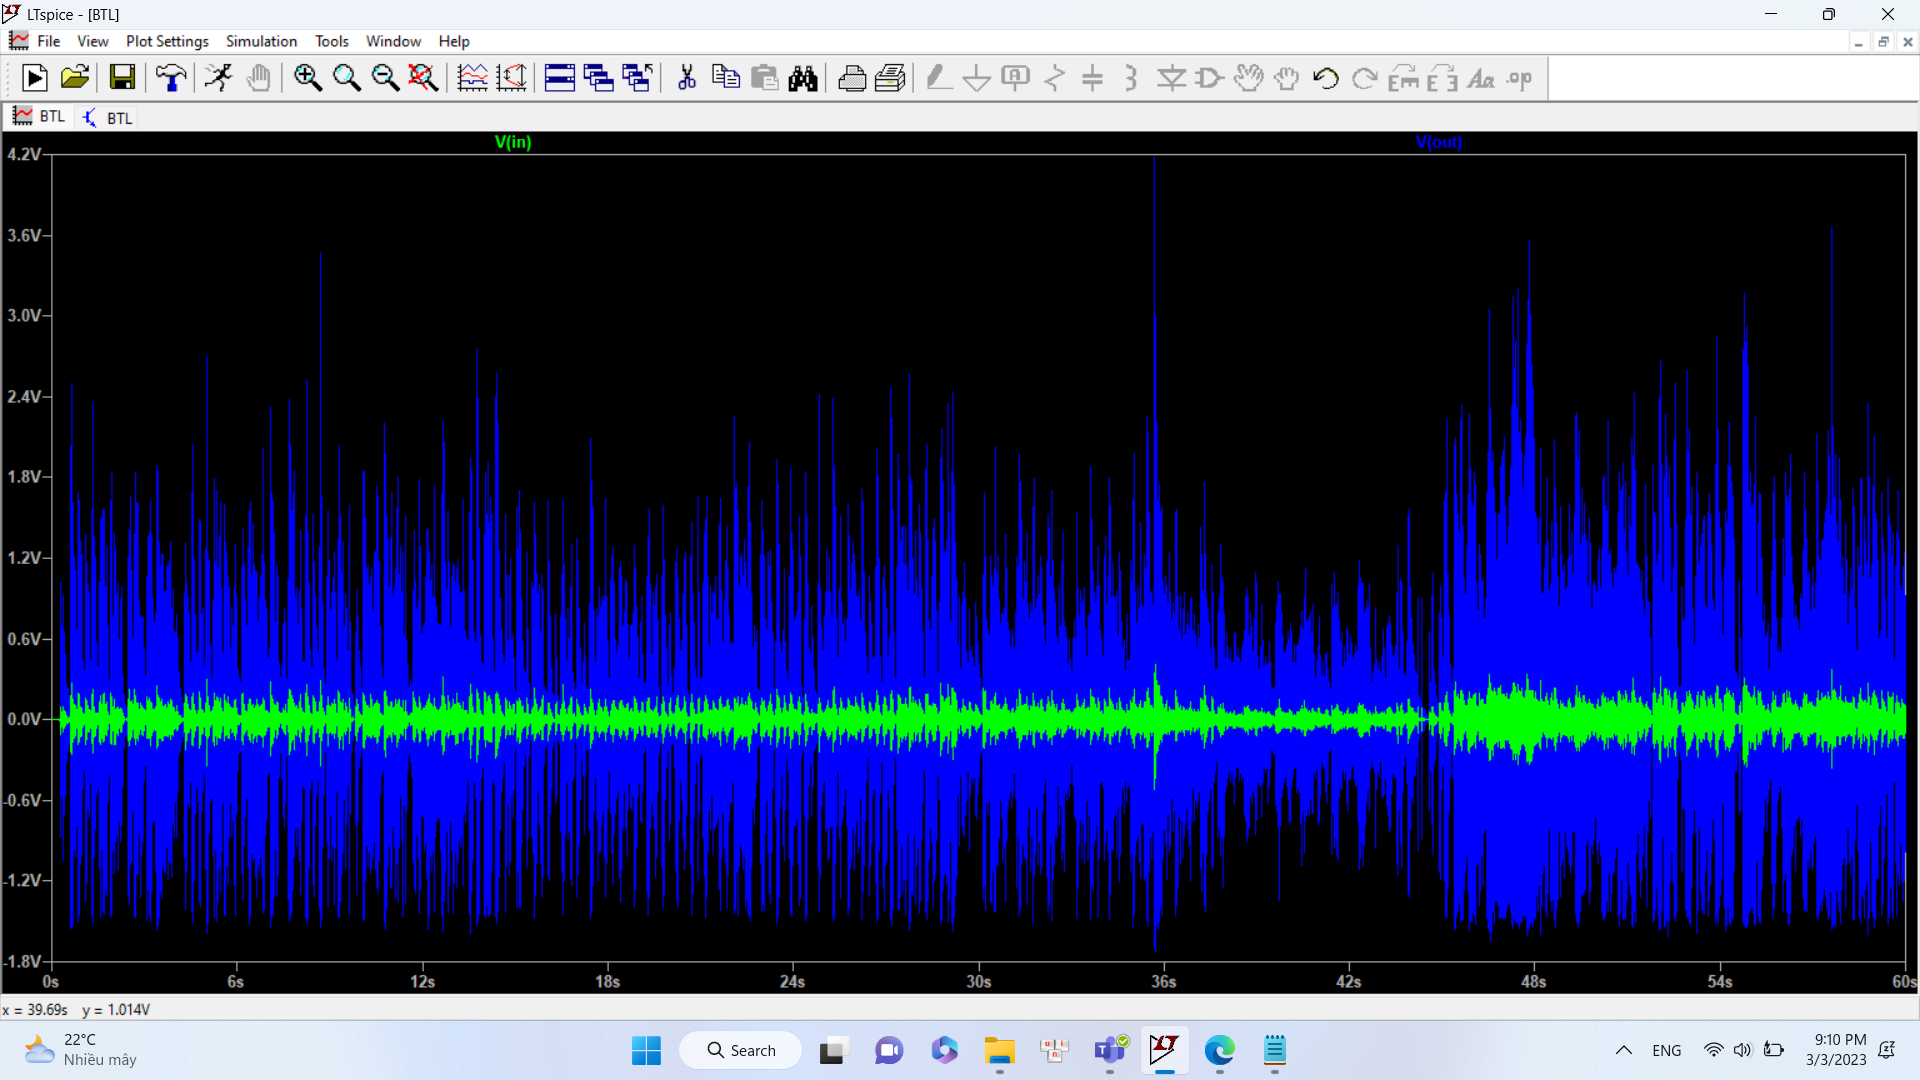 LTspice - [BTL]
File View Plot Settings Simulation Tools Window Help
A Aa .op
BTL BTL
V(in) V(out)
4.2V
3.6V
3.0V
2.4V
1.8V
1.2V
0.6V
0.0V
-0.6V
-1.2V
-1.8V
0s 6s 12s 18s 24s 30s 36s 42s 48s 54s 60s
x = 39.69s y = 1.014V
22°C
Nhiều mây
Search
ENG
9:10 PM
3/3/2023